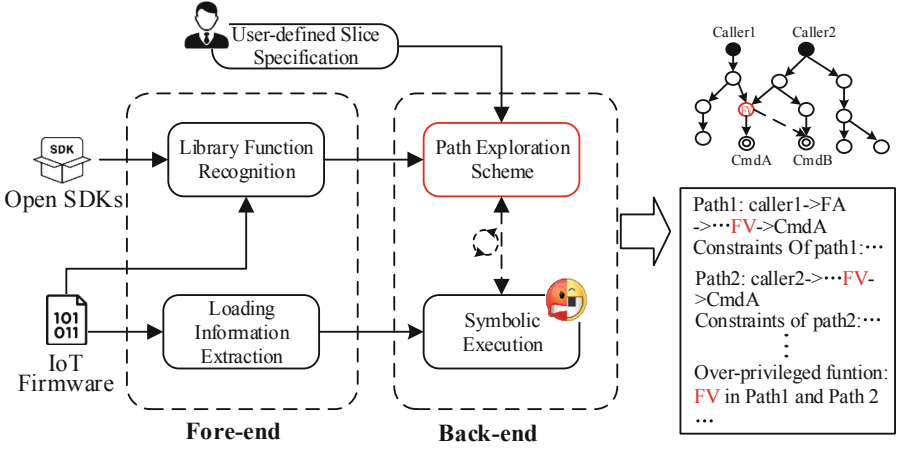 User-defined Slice
Specification
Caller1
Caller2
FV
CmdA
CmdB
SDK
Open SDKs
Library Function
Recognition
Path Exploration
Scheme
101
011
IoT
Firmware
Loading
Information
Extraction
Symbolic
Execution
Fore-end
Back-end
Path1: caller1->FA
->···FV->CmdA
Constraints Of path1:···
Path2: caller2->···FV-
>CmdA
Constraints of path2:···
Over-privileged funtion:
FV in Path1 and Path 2
···